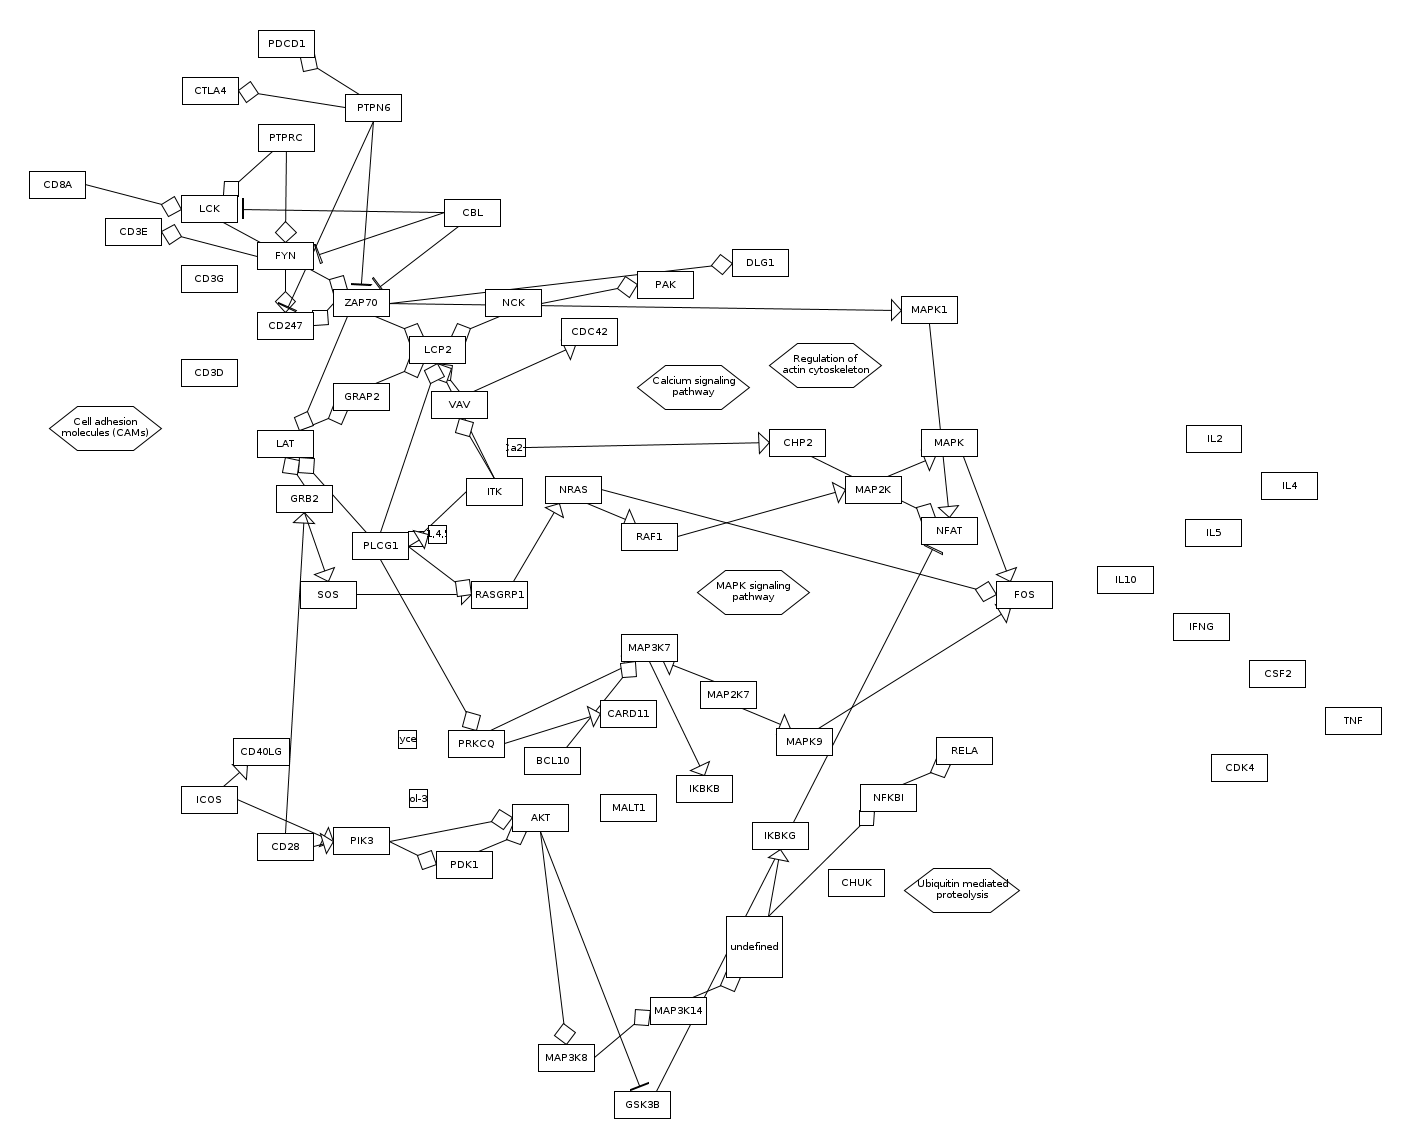 PDCD1
CTLA4
PTPN6
PTPRC
CD8A
LCK
CBL
CD3E
FYN
DLG1
CD3G
PAK
ZAP70
NCK
MAPK1
CD247
CDC42
LCP2
Regulation of
actin cytoskeleton
CD3D
Calcium signaling
pathway
GRAP2
VAV
Cell adhesion
molecules (CAMs)
IL2
LAT
CHP2
MAPK
IL4
GRB2
ITK
NRAS
MAP2K
IL5
NFAT
RAF1
PLCG1
IL10
MAPK signaling
pathway
SOS
RASGRP1
FOS
IFNG
MAP3K7
CSF2
MAP2K7
CARD11
TNF
yce
PRKCQ
MAPK9
CD40LG
BCL10
RELA
CDK4
IKBKB
ICOS
ol-3
MALT1
NFKBI
AKT
IKBKG
CD28
PIK3
PDK1
CHUK
Ubiquitin mediated
proteolysis
undefined
MAP3K14
MAP3K8
GSK3B